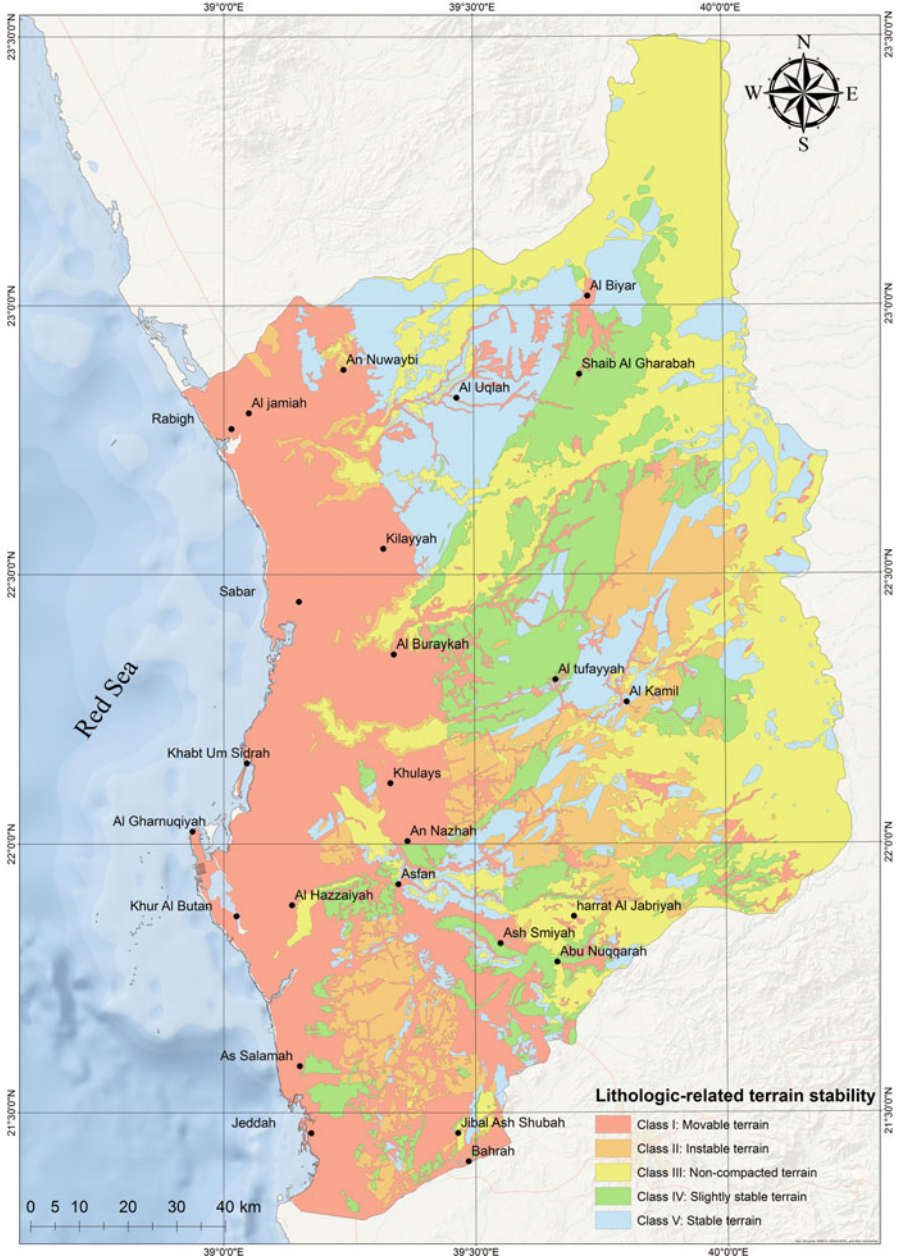 39°0'0"E
39°30'0"E
40°0'0"E
23°30'0"N
23°30'0"N
N
W
E
S
Al Biyar
23°0'0"N
23°0'0"N
An Nuwaybi
Shaib Al Gharabah
Al Uqlah
Al jamiah
Rabigh
Kilayyah
22°30'0"N
22°30'0"N
Sabar
Al Buraykah
Al tufayyah
Al Kamil
Red Sea
Khabt Um Sidrah
Khulays
Al Gharnuqiyah
An Nazhah
22°0'0"N
22°0'0"N
Asfan
Al Hazzaiyah
Khur Al Butan
harrat Al Jabriyah
Ash Smiyah
Abu Nuqqarah
As Salamah
21°30'0"N
21°30'0"N
Jeddah
Jibal Ash Shubah
Bahrah
Lithologic-related terrain stability
Class I: Movable terrain
Class II: Instable terrain
Class III: Non-compacted terrain
Class IV: Slightly stable terrain
Class V: Stable terrain
0 5 10 20 30 40 km
39°0'0"E
39°30'0"E
40°0'0"E